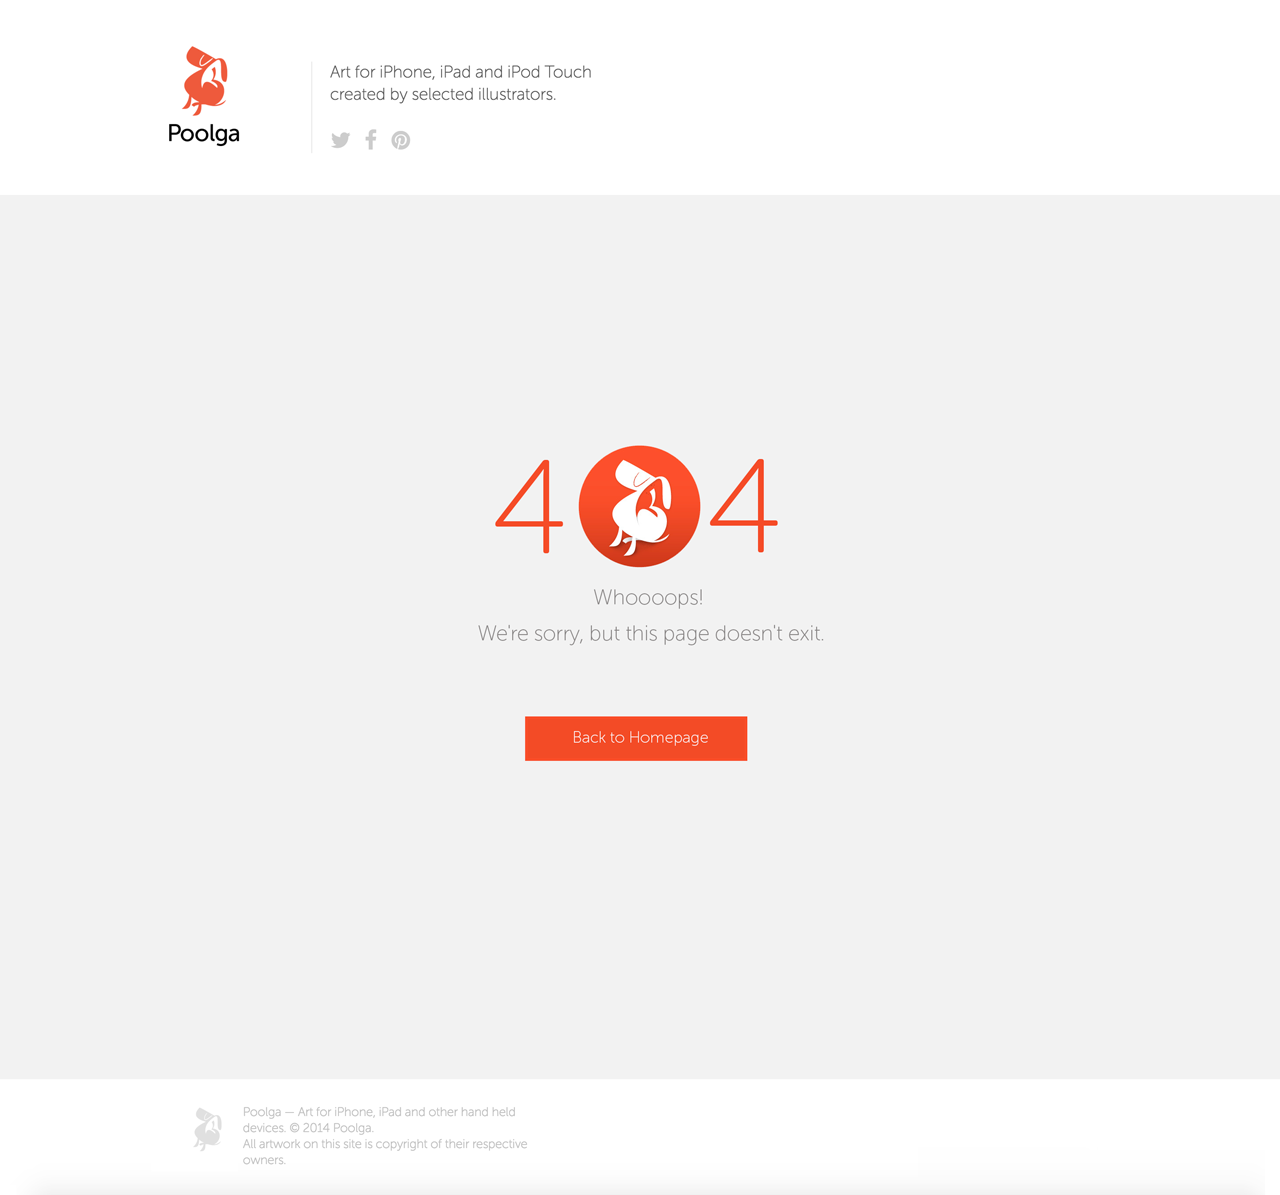 Poolga
Art for iPhone, iPad and iPod Touch
created by selected illustrators.
4 4
Whoooops!
We're sorry, but this page doesn't exit.
Back to Homepage
Poolga — Art for iPhone, iPad and other hand held
devices. © 2014 Poolga.
All artwork on this site is copyright of their respective
owners.